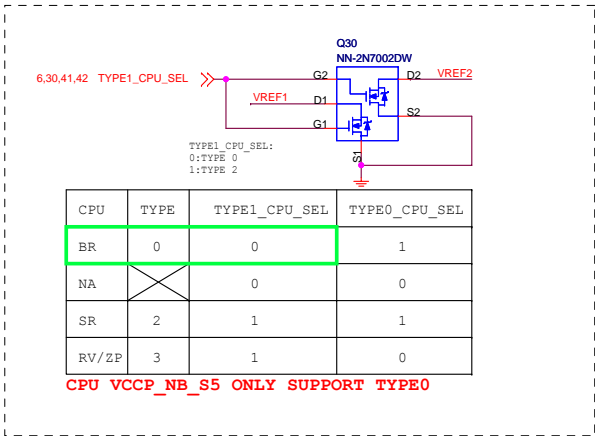 Q30
NN-2N7002DW
6,30,41,42 TYPE1_CPU_SEL
G2
D2
VREF2
VREF1
D1
S2
G1
S1
TYPE1_CPU_SEL:
0:TYPE 0
1:TYPE 2
CPU TYPE TYPE1_CPU_SEL TYPE0_CPU_SEL
BR 0 0 1
NA 0 0
SR 2 1 1
RV/ZP 3 1 0
CPU VCCP_NB_S5 ONLY SUPPORT TYPE0